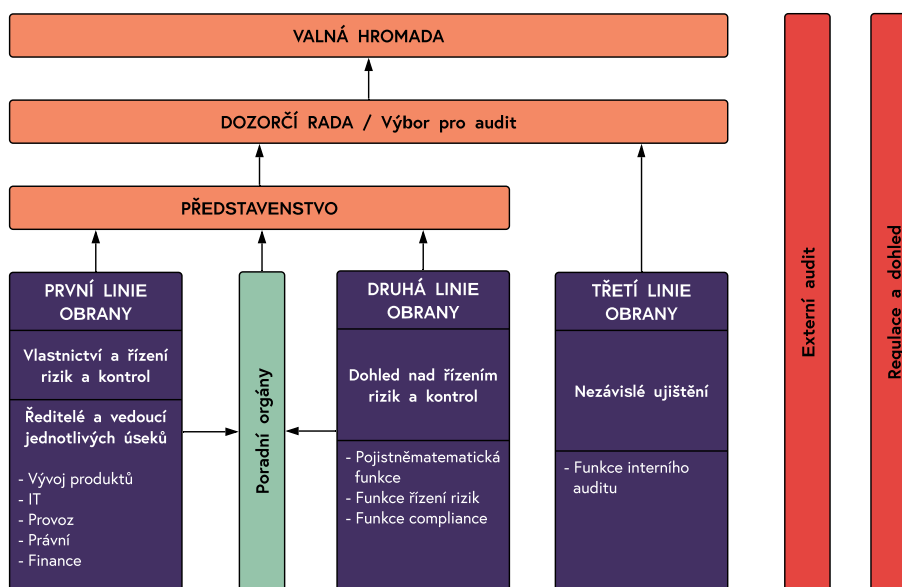 VALNÁ HROMADA
DOZORČÍ RADA / Výbor pro audit
PŘEDSTAVENSTVO
PRVNÍ LINIE
OBRANY
Vlastnictví a řízení
rizik a kontrol
Ředitelé a vedoucí
jednotlivých úseků
- Vývoj produktů
- IT
- Provoz
- Právní
- Finance
Poradní orgány
DRUHÁ LINIE
OBRANY
Dohled nad řízením
rizik a kontrol
- Pojistněmatematická
funkce
- Funkce řízení rizik
- Funkce compliance
TŘETÍ LINIE
OBRANY
Nezávislé ujištění
- Funkce interního
auditu
Externí audit
Regulace a dohled